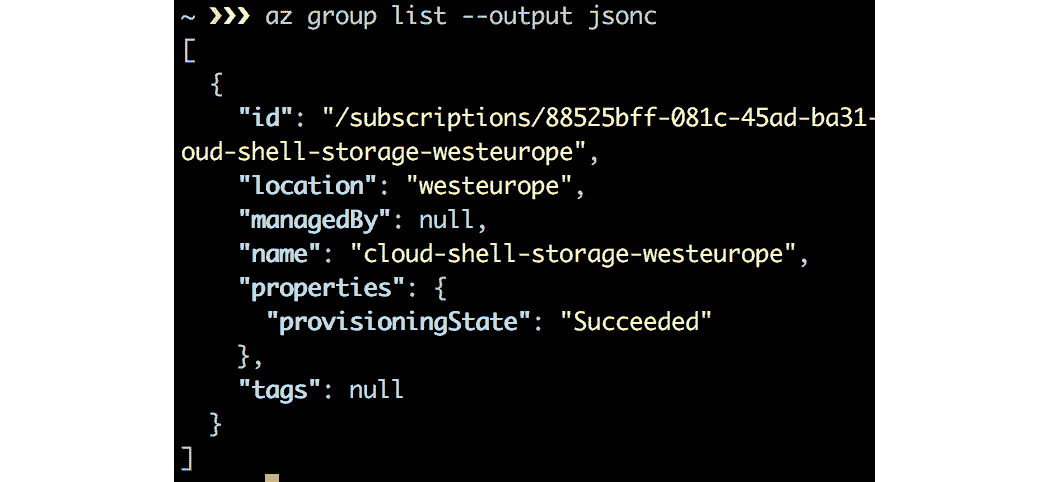 ~ ❯❯❯ az group list --output jsonc
[
  {
    "id": "/subscriptions/88525bff-081c-45ad-ba31-
oud-shell-storage-westeurope",
    "location": "westeurope",
    "managedBy": null,
    "name": "cloud-shell-storage-westeurope",
    "properties": {
      "provisioningState": "Succeeded"
    },
    "tags": null
  }
]